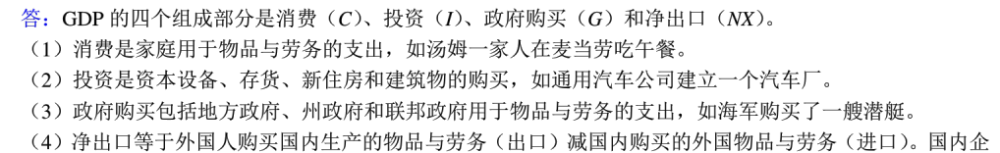 答：GDP 的四个组成部分是消费（C）、投资（I）、政府购买（G）和净出口（NX）。
（1）消费是家庭用于物品与劳务的支出，如汤姆一家人在麦当劳吃午餐。
（2）投资是资本设备、存货、新住房和建筑物的购买，如通用汽车公司建立一个汽车厂。
（3）政府购买包括地方政府、州政府和联邦政府用于物品与劳务的支出，如海军购买了一艘潜艇。
（4）净出口等于外国人购买国内生产的物品与劳务（出口）减国内购买的外国物品与劳务（进口）。国内企